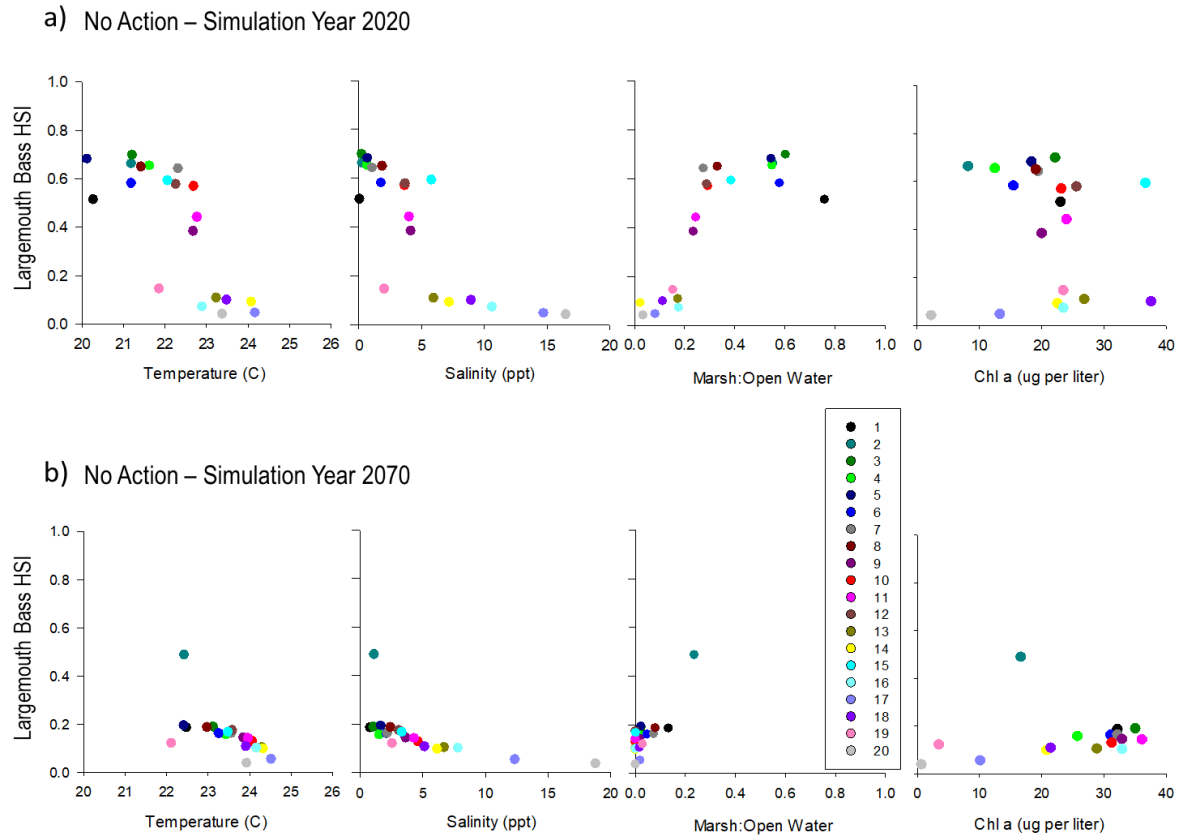 a) No Action – Simulation Year 2020
Largemouth Bass HSI
1.0
0.8
0.6
0.4
0.2
0.0
20 21 22 23 24 25 26
Temperature (C)
0 5 10 15 20
Salinity (ppt)
0.0 0.2 0.4 0.6 0.8 1.0
Marsh:Open Water
0 10 20 30 40
Chl a (ug per liter)
b) No Action – Simulation Year 2070
Largemouth Bass HSI
1.0
0.8
0.6
0.4
0.2
0.0
20 21 22 23 24 25 26
Temperature (C)
0 5 10 15 20
Salinity (ppt)
0.0 0.2 0.4 0.6 0.8 1.0
Marsh:Open Water
1
2
3
4
5
6
7
8
9
10
11
12
13
14
15
16
17
18
19
20
0 10 20 30 40
Chl a (ug per liter)